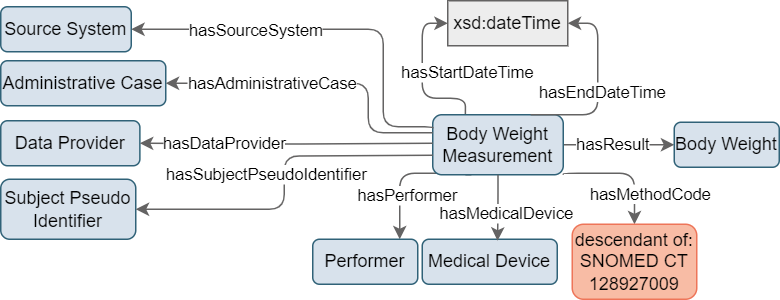 Source System
hasSourceSystem
xsd:dateTime
hasStartDateTime
Administrative Case
hasAdministrativeCase
hasEndDateTime
Data Provider
hasDataProvider
Body Weight
Measurement
hasResult
Body Weight
hasSubjectPseudoIdentifier
Subject Pseudo
Identifier
hasPerformer
hasMedicalDevice
hasMethodCode
Performer
Medical Device
descendant of:
SNOMED CT
128927009